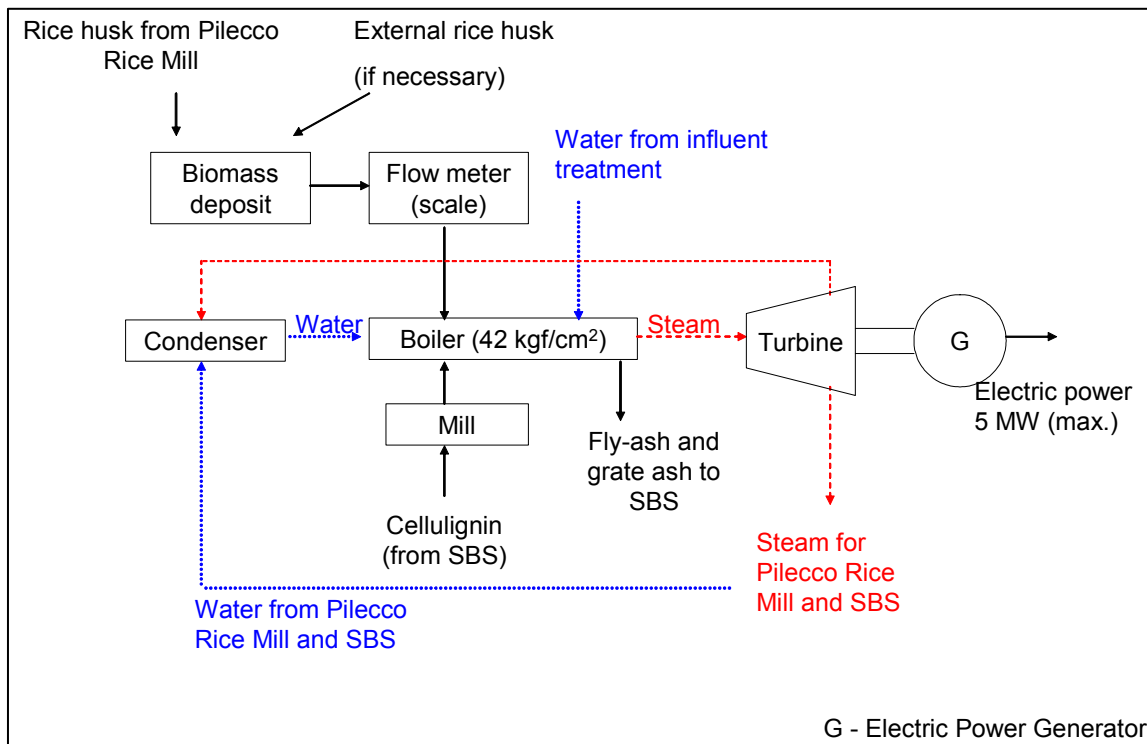 Rice husk from Pilecco
Rice Mill
External rice husk
(if necessary)
Water from influent
treatment
Biomass
deposit
Flow meter
(scale)
Condenser
Water
Boiler (42 kgf/cm²)
Steam
Turbine
G
Electric power
5 MW (max.)
Mill
Fly-ash and
grate ash to
SBS
Cellulignin
(from SBS)
Steam for
Pilecco Rice
Mill and SBS
Water from Pilecco
Rice Mill and SBS
G - Electric Power Generator